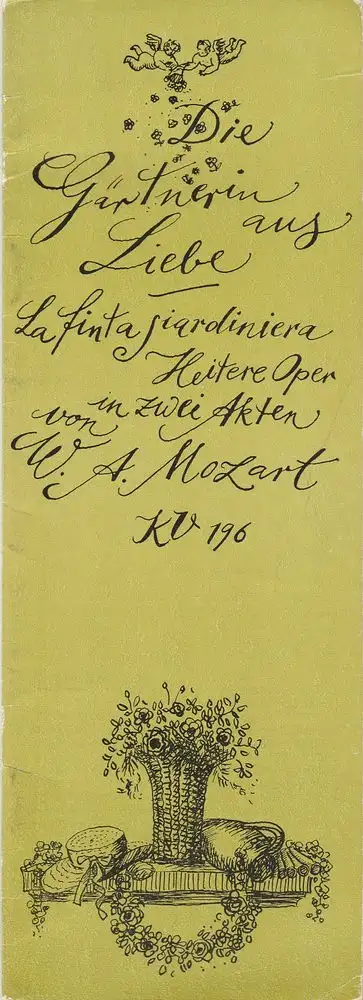 Die
Gärtnerin
aus
Liebe
La finta giardiniera
Heitere Oper
in zwei Akten
von
W. A. Mozart
KV 196